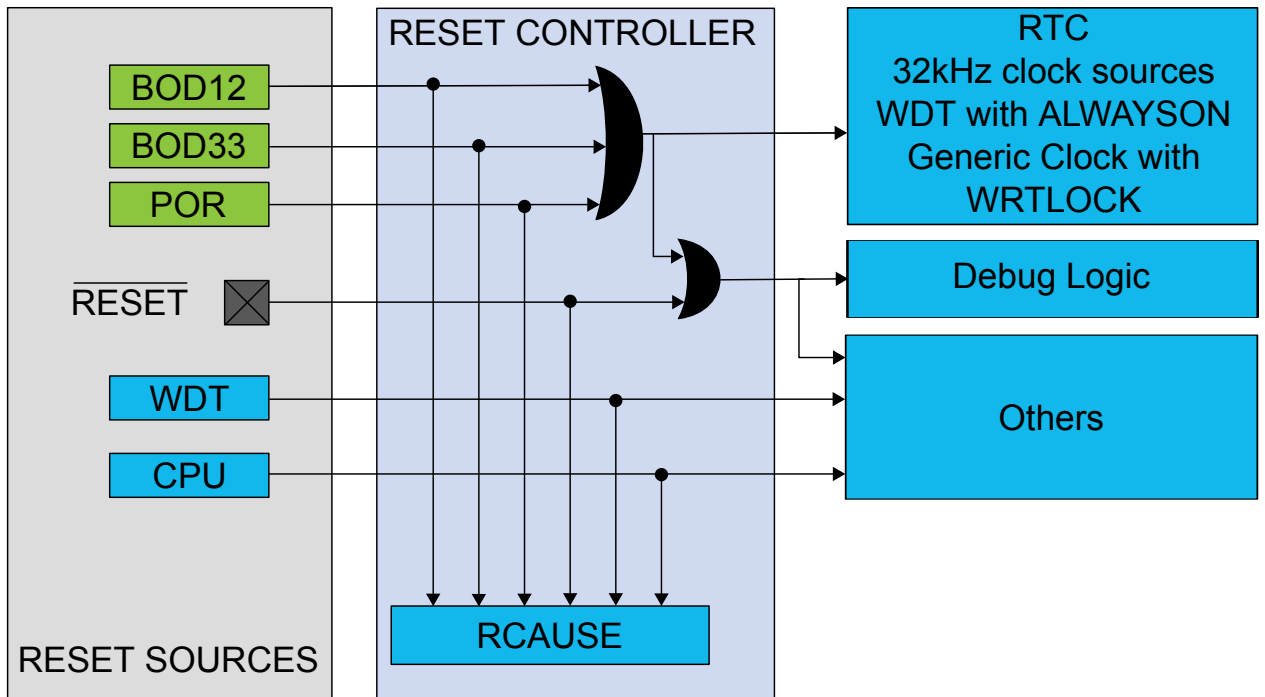 RESET CONTROLLER
BOD12
BOD33
POR
RESET
WDT
CPU
RESET SOURCES
RCAUSE
RTC
32kHz clock sources
WDT with ALWAYSON
Generic Clock with
WRTLOCK
Debug Logic
Others